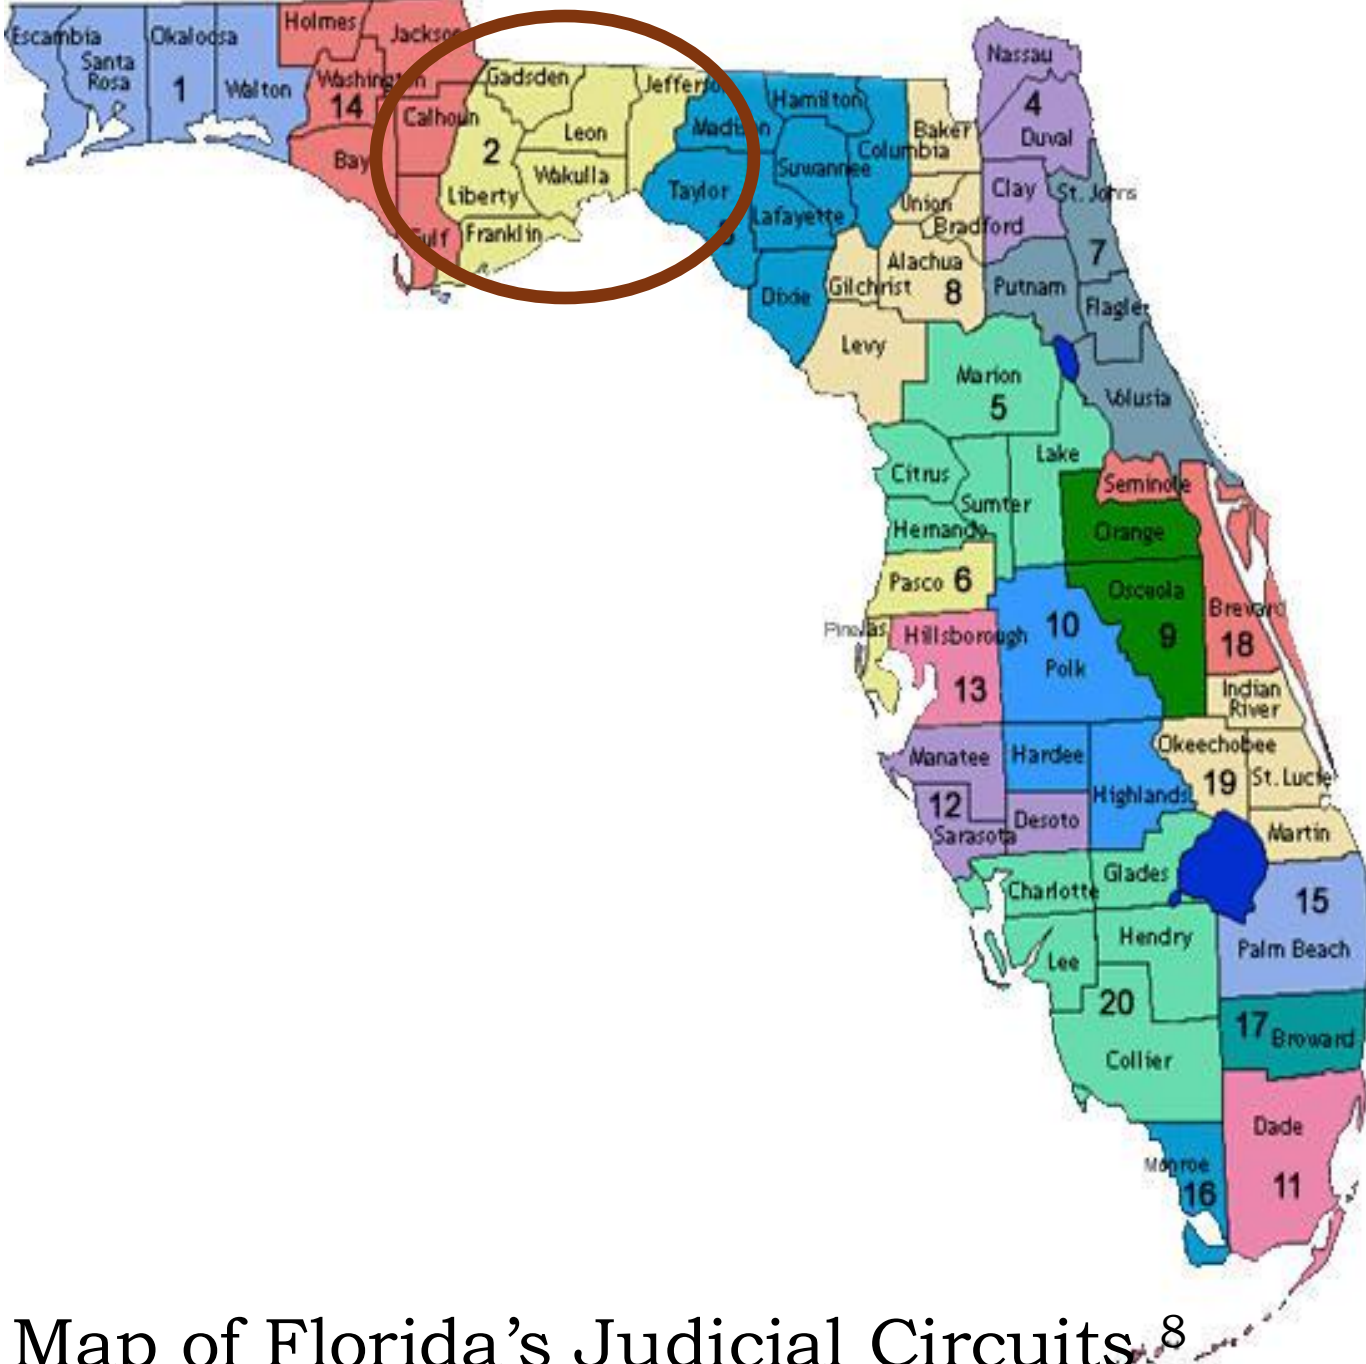 Holmes
Jackson
Escambia
Okaloosa
Santa
Rosa
1
Walton
Washington
14
Gadsden
Jefferson
Calhoun
2
Leon
Bay
Liberty
Wakulla
Gulf
Franklin
Hamilton
Madison
Suwannee
Columbia
Taylor
Lafayette
3
Dixie
Nassau
4
Duval
Baker
Clay
St. Johns
Union
Bradford
7
Alachua
8
Gilchrist
Putnam
Flagler
Levy
Marion
5
Volusia
Lake
Citrus
Sumter
Seminole
Hernando
Orange
Pasco 6
Osceola
9
Brevard
18
Pinellas
Hillsborough
13
10
Polk
Indian
River
Manatee
Hardee
Okeechobee
19
St. Lucie
12
Sarasota
Desoto
Highlands
Martin
Charlotte
Glades
15
Palm Beach
Hendry
Lee
20
17 Broward
Collier
Dade
11
Monroe
16
Map of Florida’s Judicial Circuits 8